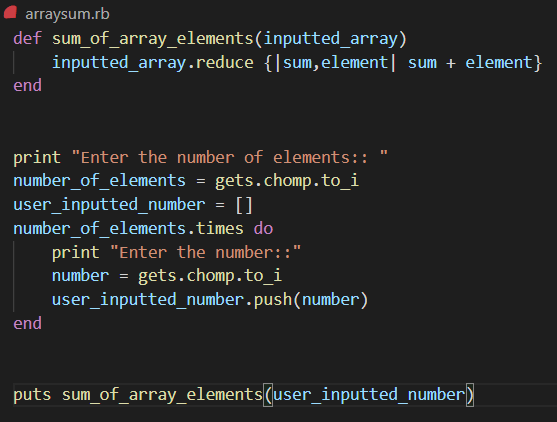 arraysum.rb
def sum_of_array_elements(inputted_array)
    inputted_array.reduce {|sum,element| sum + element}
end
print "Enter the number of elements:: "
number_of_elements = gets.chomp.to_i
user_inputted_number = []
number_of_elements.times do
    print "Enter the number::"
    number = gets.chomp.to_i
    user_inputted_number.push(number)
end
puts sum_of_array_elements(user_inputted_number)